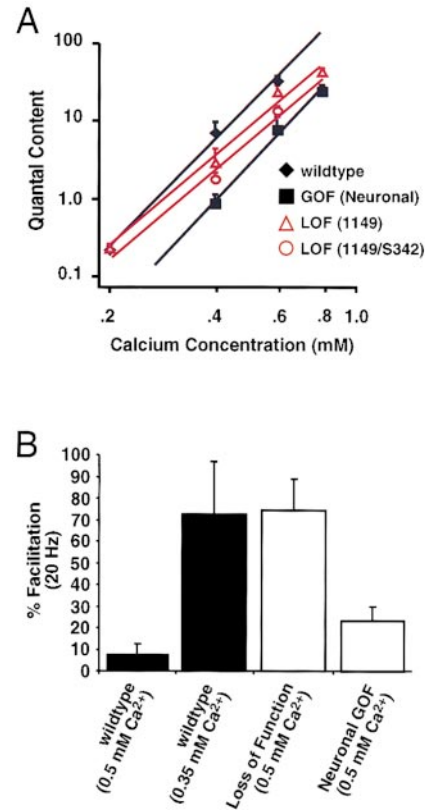 A
Quantal Content
100
10
1.0
0.1
wildtype
GOF (Neuronal)
LOF (1149)
LOF (1149/S342)
.2 .4 .6 .8 1.0
Calcium Concentration (mM)
B
% Facilitation
(20 Hz)
100
90
80
70
60
50
40
30
20
10
0
wildtype
(0.5 mM Ca²⁺)
wildtype
(0.35 mM Ca²⁺)
Loss of Function
(0.5 mM Ca²⁺)
Neuronal GOF
(0.5 mM Ca²⁺)